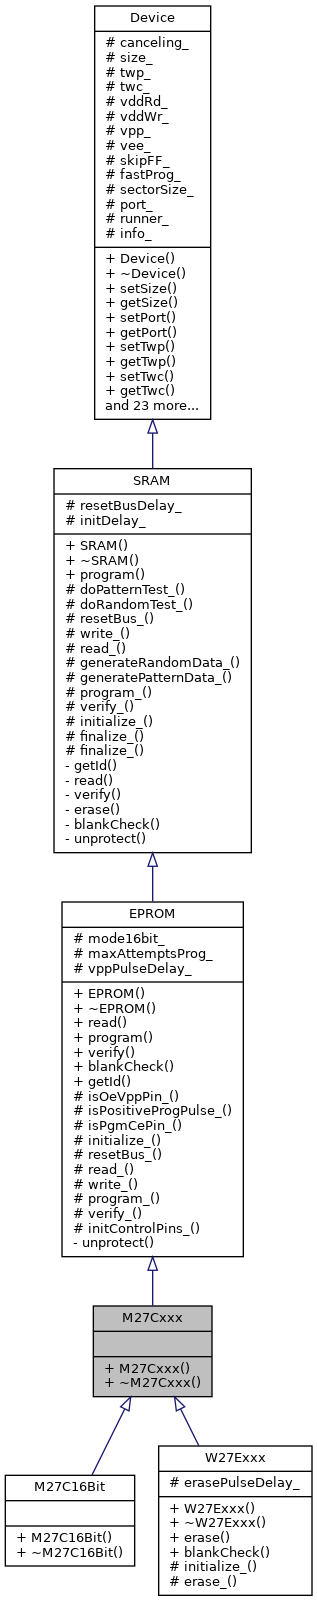 Device
# canceling_
# size_
# twp_
# twc_
# vddRd_
# vddWr_
# vpp_
# vee_
# skipFF_
# fastProg_
# sectorSize_
# port_
# runner_
# info_
+ Device()
+ ~Device()
+ setSize()
+ getSize()
+ setPort()
+ getPort()
+ setTwp()
+ getTwp()
+ setTwc()
+ getTwc()
and 23 more...
SRAM
# resetBusDelay_
# initDelay_
+ SRAM()
+ ~SRAM()
+ program()
# doPatternTest_()
# doRandomTest_()
# resetBus_()
# write_()
# read_()
# generateRandomData_()
# generatePatternData_()
# program_()
# verify_()
# initialize_()
# finalize_()
# finalize_()
- getId()
- read()
- verify()
- erase()
- blankCheck()
- unprotect()
EPROM
# mode16bit_
# maxAttemptsProg_
# vppPulseDelay_
+ EPROM()
+ ~EPROM()
+ read()
+ program()
+ verify()
+ blankCheck()
+ getId()
# isOeVppPin_()
# isPositiveProgPulse_()
# isPgmCePin_()
# initialize_()
# resetBus_()
# read_()
# write_()
# program_()
# verify_()
# initControlPins_()
- unprotect()
M27Cxxx
+ M27Cxxx()
+ ~M27Cxxx()
M27C16Bit
+ M27C16Bit()
+ ~M27C16Bit()
W27Exxx
# erasePulseDelay_
+ W27Exxx()
+ ~W27Exxx()
+ erase()
+ blankCheck()
# initialize_()
# erase_()